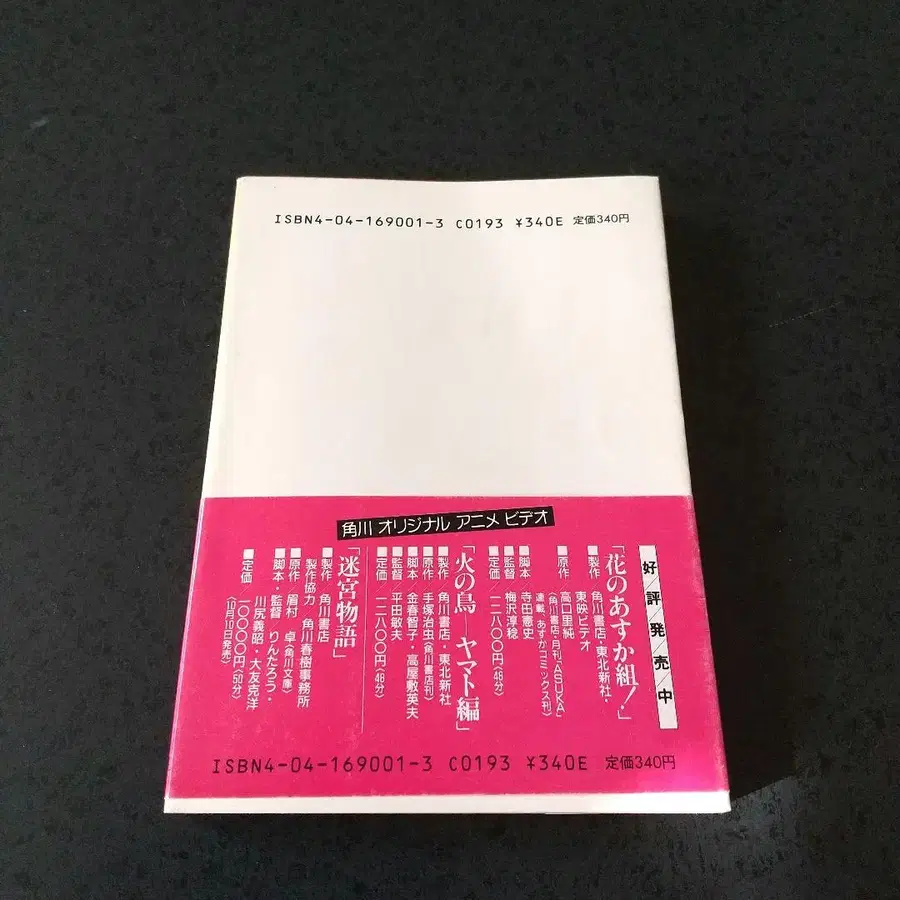 ISBN4-04-169001-3 C0193 ¥340E 定価340円
角川 オリジナル アニメ ビデオ
好評発売中
「花のあすか組!」
■製作 角川書店・東北新社・
東映ビデオ
■原作 高口里純
(角川書店・月刊「ASUKA」
連載 あすかコミックス刊)
■脚本 寺田憲史
■監督 梅沢淳稔
■定価 一二八〇〇円(48分)
「火の鳥―ヤマト編」
■製作 角川書店・東北新社
■原作 手塚治虫(角川書店刊)
■脚本 金春智子・高屋敷英夫
■監督 平田敏夫
■定価 一二八〇〇円(48分)
「迷宮物語」
■製作 角川書店
製作協力 角川春樹事務所
■原作 眉村 卓(角川文庫)
■脚本・監督 りんたろう・
川尻義昭・大友克洋
■定価 一〇〇〇〇円(50分)
(10月10日発売)
ISBN4-04-169001-3 C0193 ¥340E 定価340円